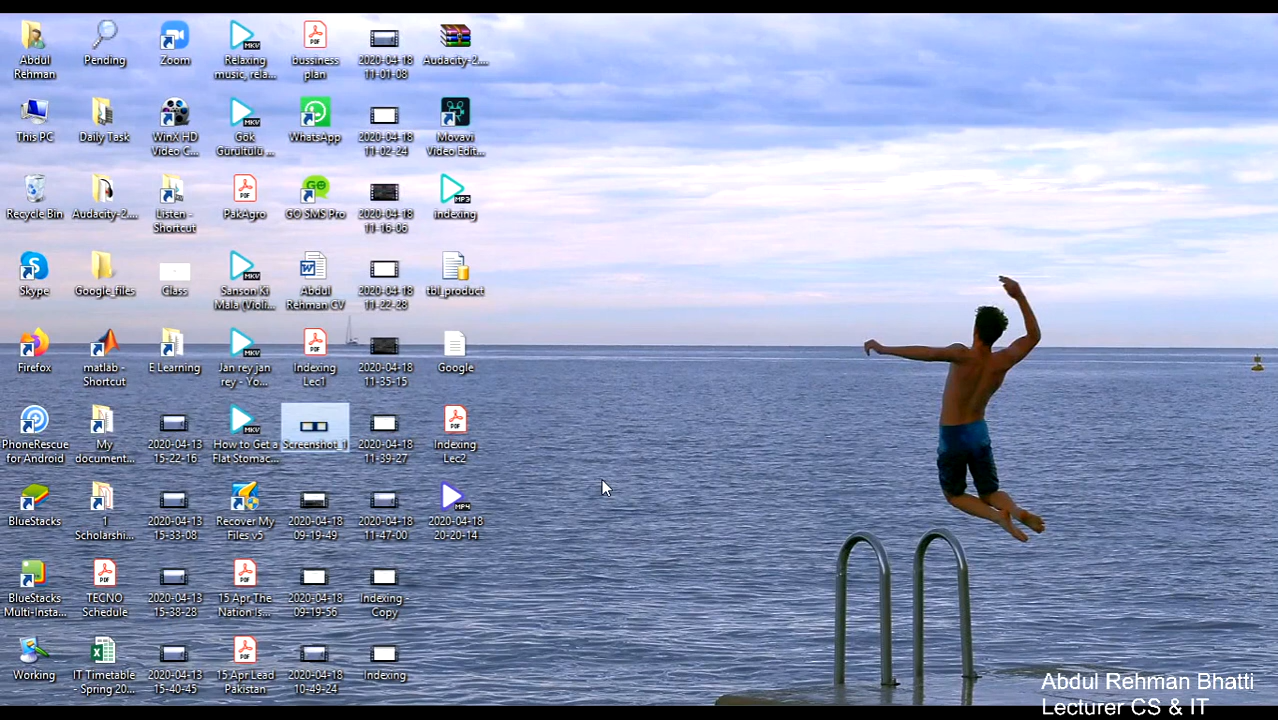 Abdul
Rehman
Pending
Zoom
Relaxing
music, rela...
bussiness
plan
2020-04-18
11-01-08
Audacity-2....
This PC
Daily Task
WinX HD
Video C...
Gök
Gürültülü ...
WhatsApp
2020-04-18
11-02-24
Movavi
Video Edit...
Recycle Bin
Audacity-2....
Listen -
Shortcut
PakAgro
GO SMS Pro
2020-04-18
11-16-06
indexing
Skype
Google_files
Class
Sanson Ki
Mala (Violi...
Abdul
Rehman CV
2020-04-18
11-22-28
tbl_product
Firefox
matlab -
Shortcut
E Learning
Jan rey jan
rey - Yo...
Indexing
Lec1
2020-04-18
11-35-15
Google
PhoneRescue
for Android
My
document...
2020-04-13
15-22-16
How to Get a
Flat Stomac...
Screenshot_1
2020-04-18
11-39-27
Indexing
Lec2
BlueStacks
1
Scholarshi...
2020-04-13
15-33-08
Recover My
Files v5
2020-04-18
09-19-49
2020-04-18
11-47-00
2020-04-18
20-20-14
BlueStacks
Multi-Insta...
TECNO
Schedule
2020-04-13
15-38-28
15 Apr The
Nation Is...
2020-04-18
09-19-56
Indexing -
Copy
Working
IT Timetable
- Spring 20...
2020-04-13
15-40-45
15 Apr Lead
Pakistan
2020-04-18
10-49-24
Indexing
Abdul Rehman Bhatti
Lecturer CS & IT